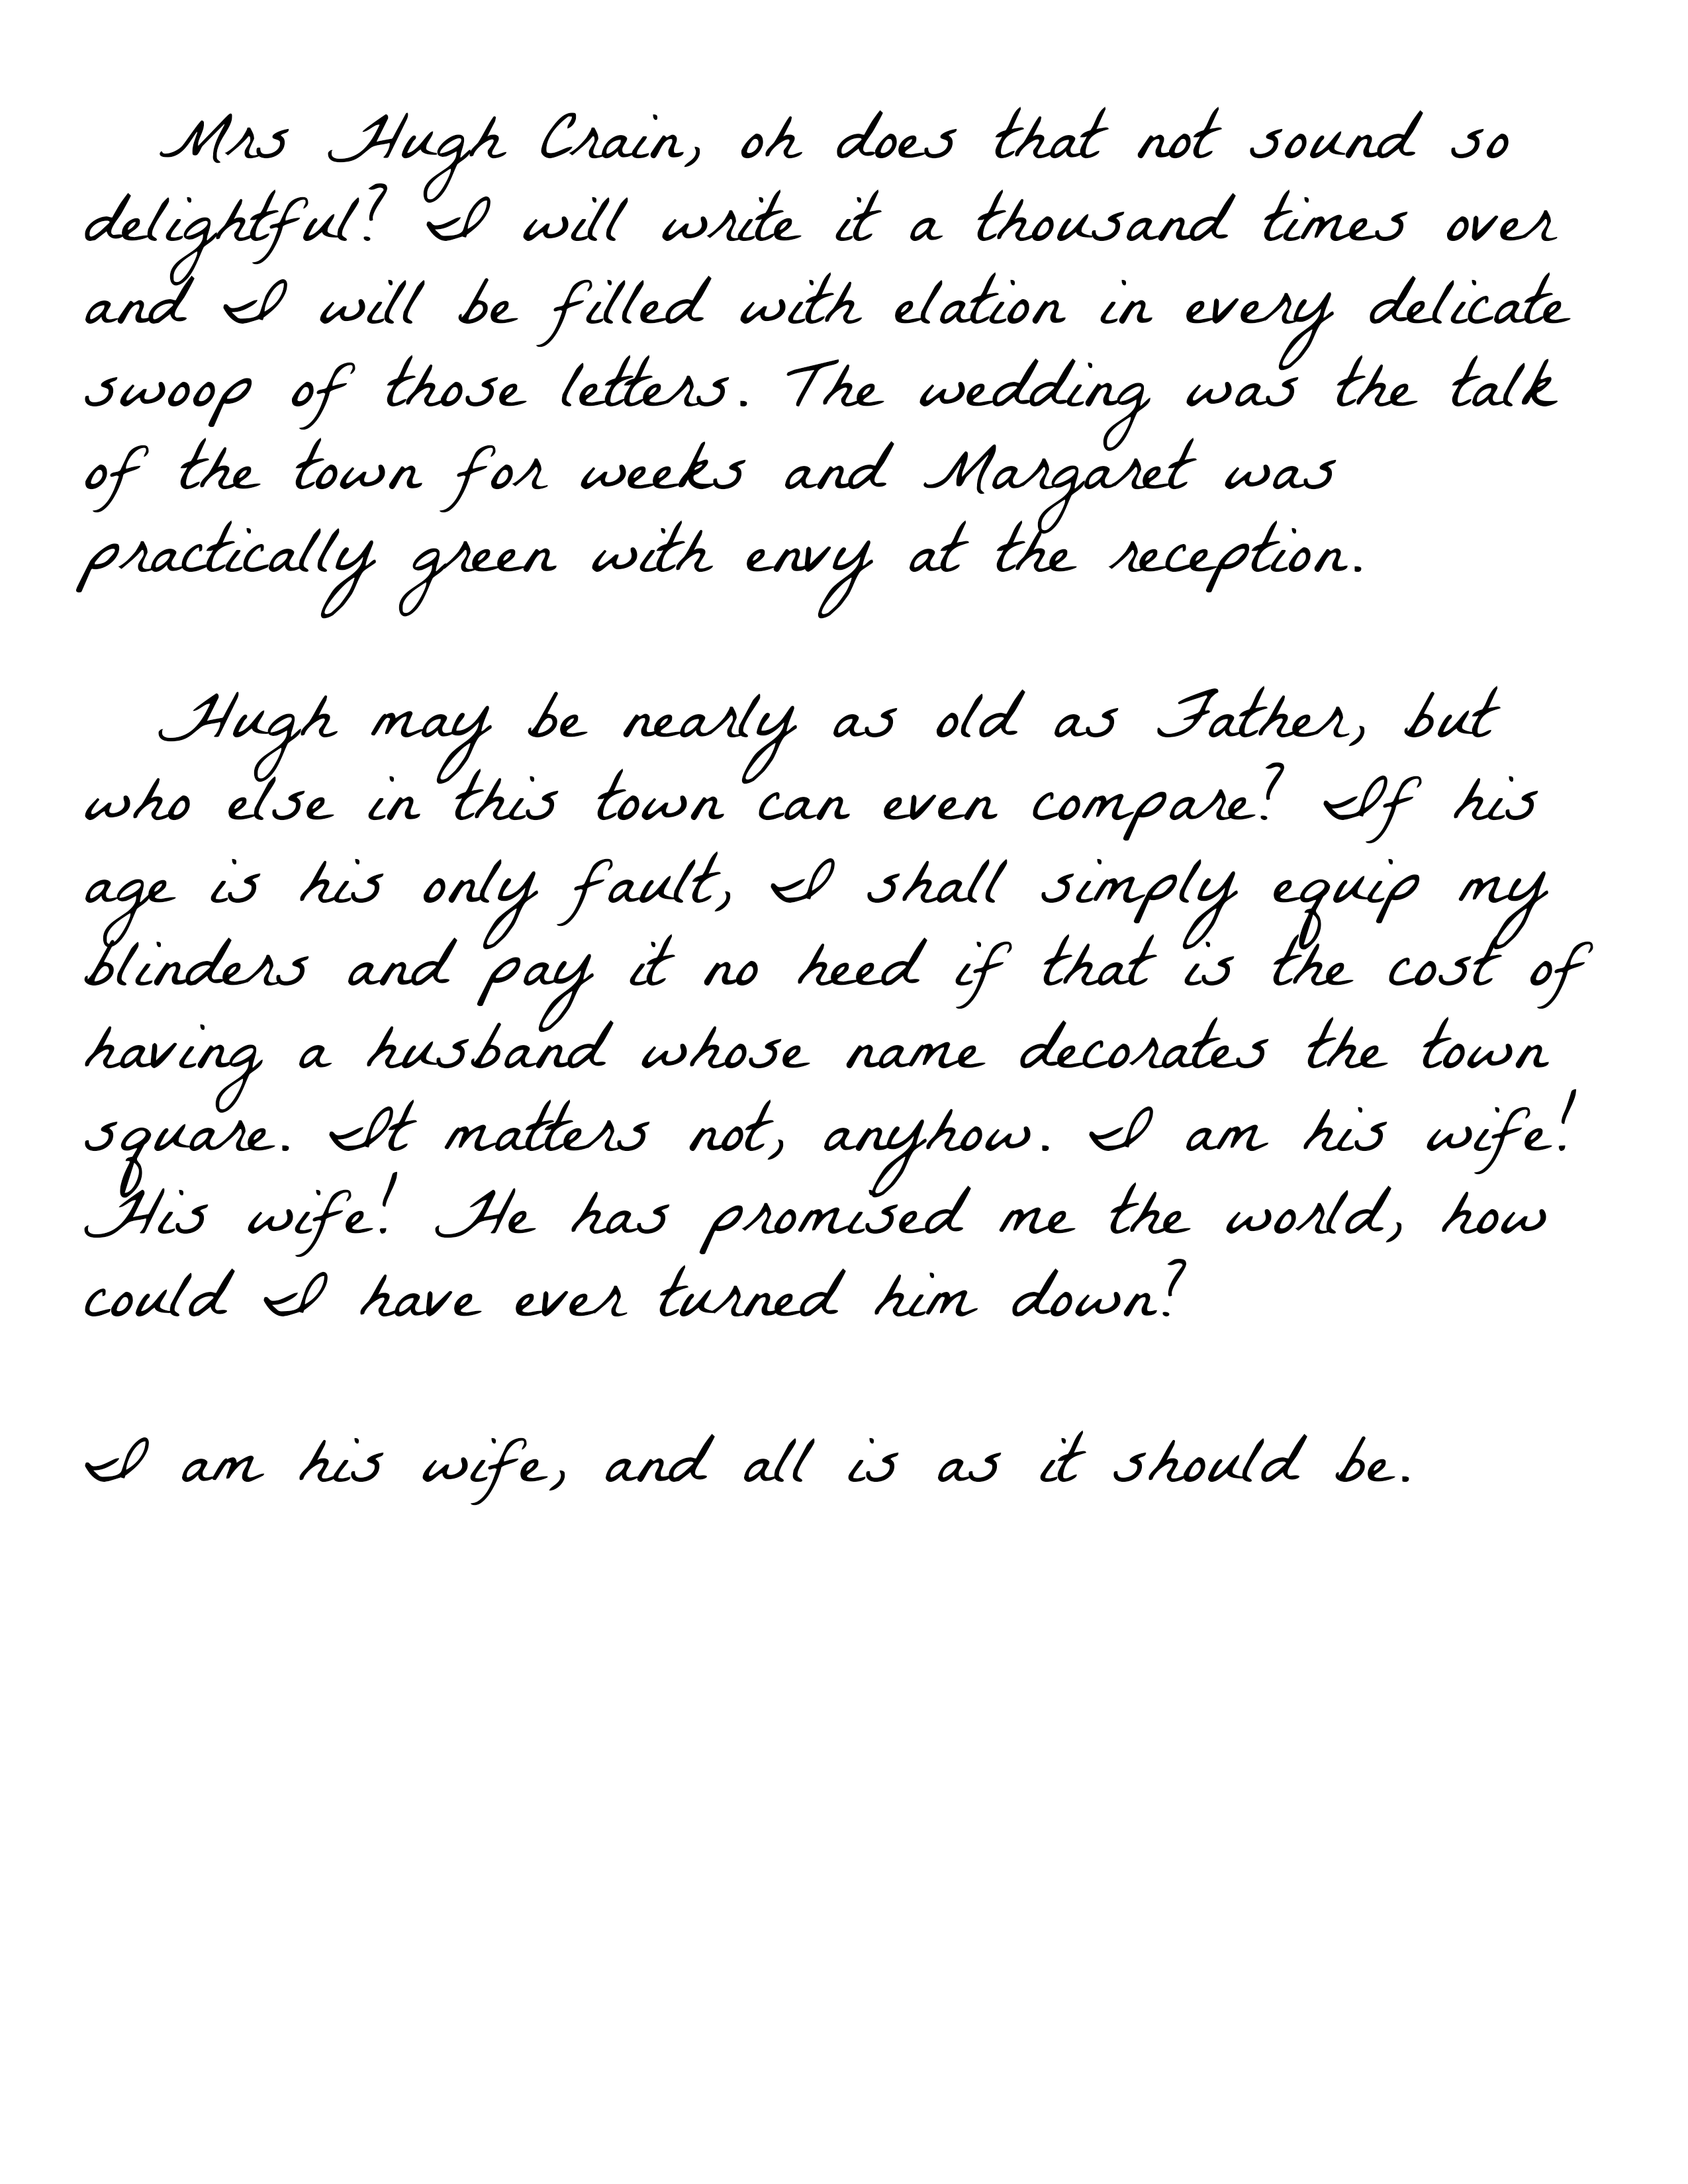 Mrs Hugh Crain, oh does that not sound so
delightful? I will write it a thousand times over
and I will be filled with elation in every delicate
swoop of those letters. The wedding was the talk
of the town for weeks and Margaret was
practically green with envy at the reception.
Hugh may be nearly as old as Father, but
who else in this town can even compare? If his
age is his only fault, I shall simply equip my
blinders and pay it no heed if that is the cost of
having a husband whose name decorates the town
square. It matters not, anyhow. I am his wife!
His wife! He has promised me the world, how
could I have ever turned him down?
I am his wife, and all is as it should be.